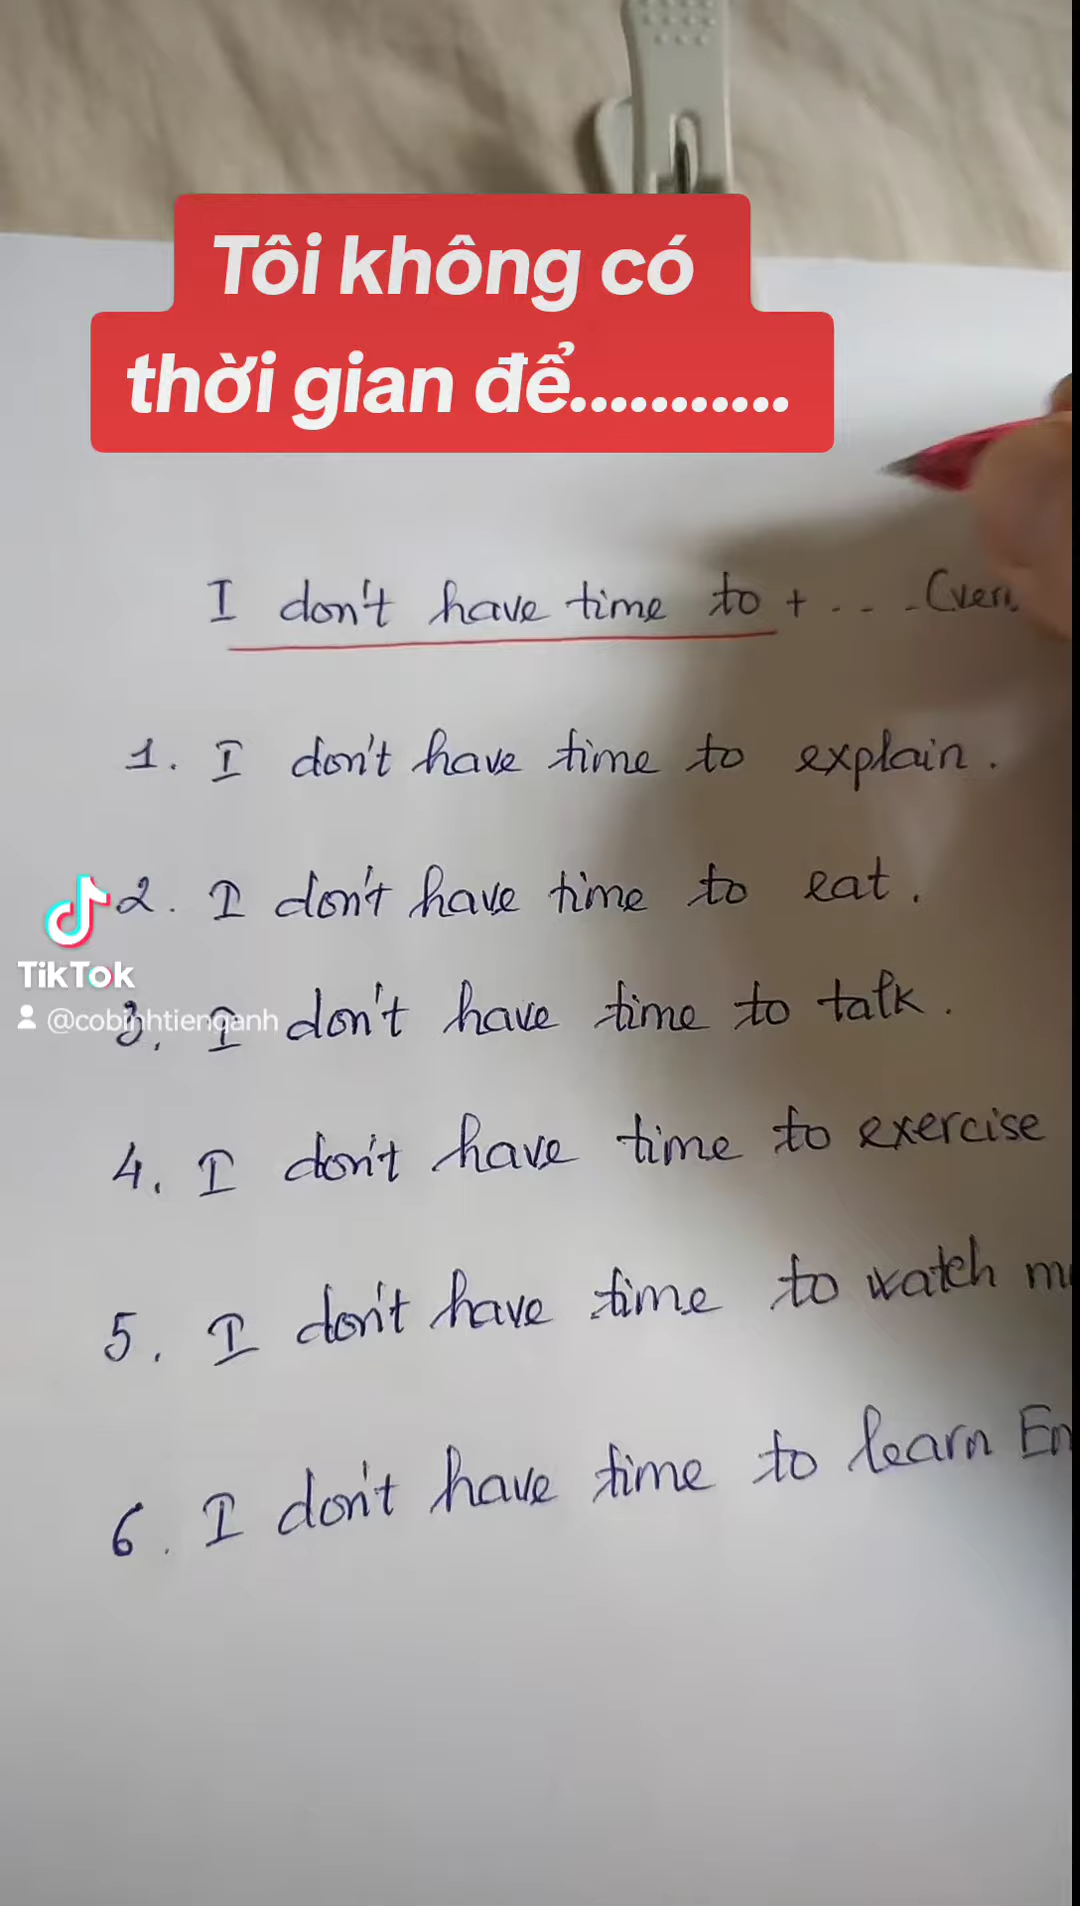 Tôi không có
thời gian để...........
I don't have time to + . . .
1. I don't have time to explain.
2. I don't have time to eat.
3. I don't have time to talk.
4. I don't have time to exercise
5. I don't have time to watch
6. I don't have time to learn
TikTok
@cobinhtienganh